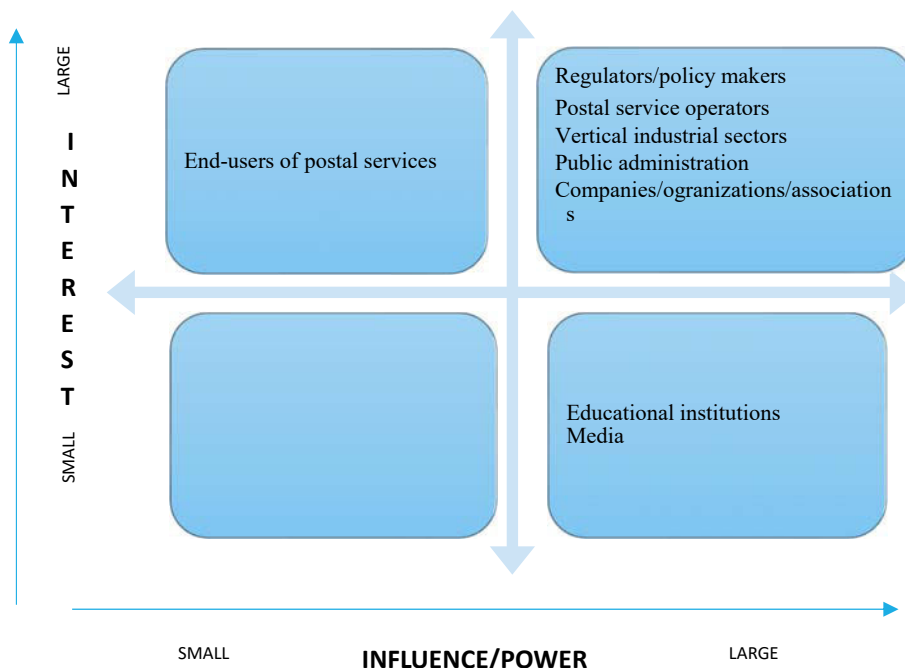 LARGE
INTEREST
SMALL
End-users of postal services
Regulators/policy makers
Postal service operators
Vertical industrial sectors
Public administration
Companies/ogranizations/association
s
Educational institutions
Media
SMALL
INFLUENCE/POWER
LARGE